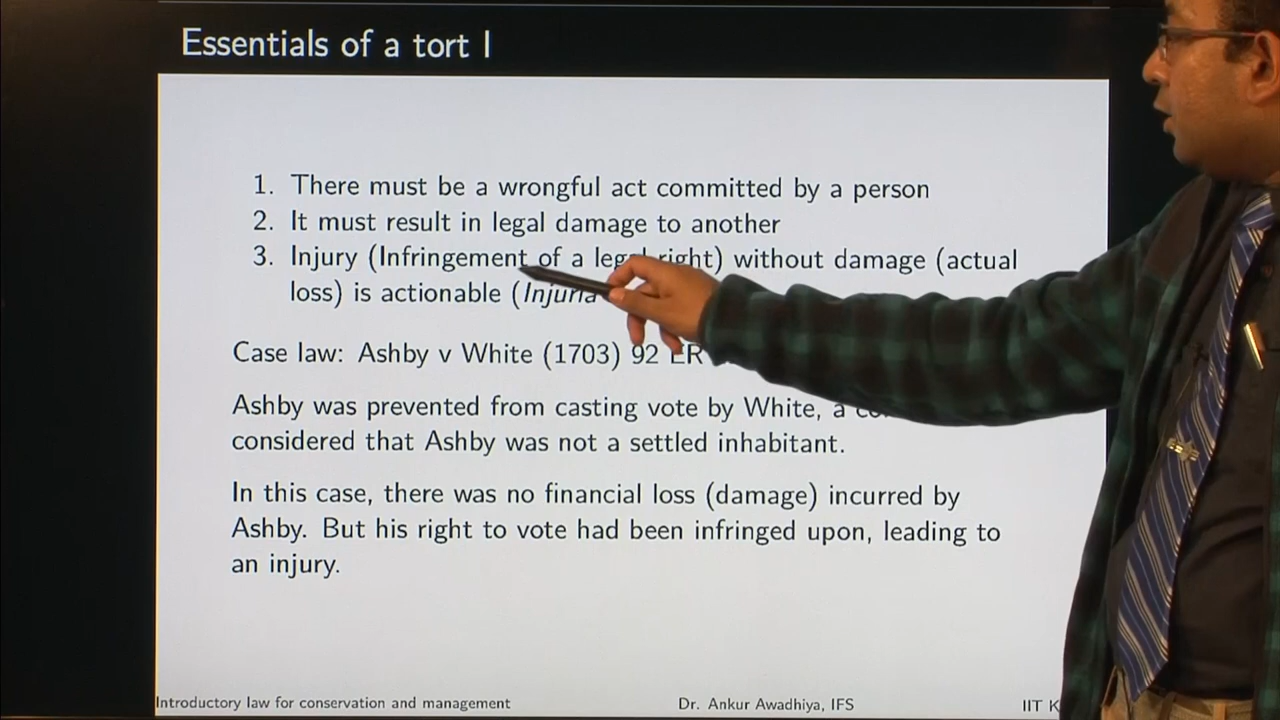 Essentials of a tort I
1. There must be a wrongful act committed by a person
2. It must result in legal damage to another
3. Injury (Infringement of a legal right) without damage (actual
loss) is actionable (Injuria
Case law: Ashby v White (1703) 92 ER
Ashby was prevented from casting vote by White, a
considered that Ashby was not a settled inhabitant.
In this case, there was no financial loss (damage) incurred by
Ashby. But his right to vote had been infringed upon, leading to
an injury.
Introductory law for conservation and management Dr. Ankur Awadhiya, IFS IIT K